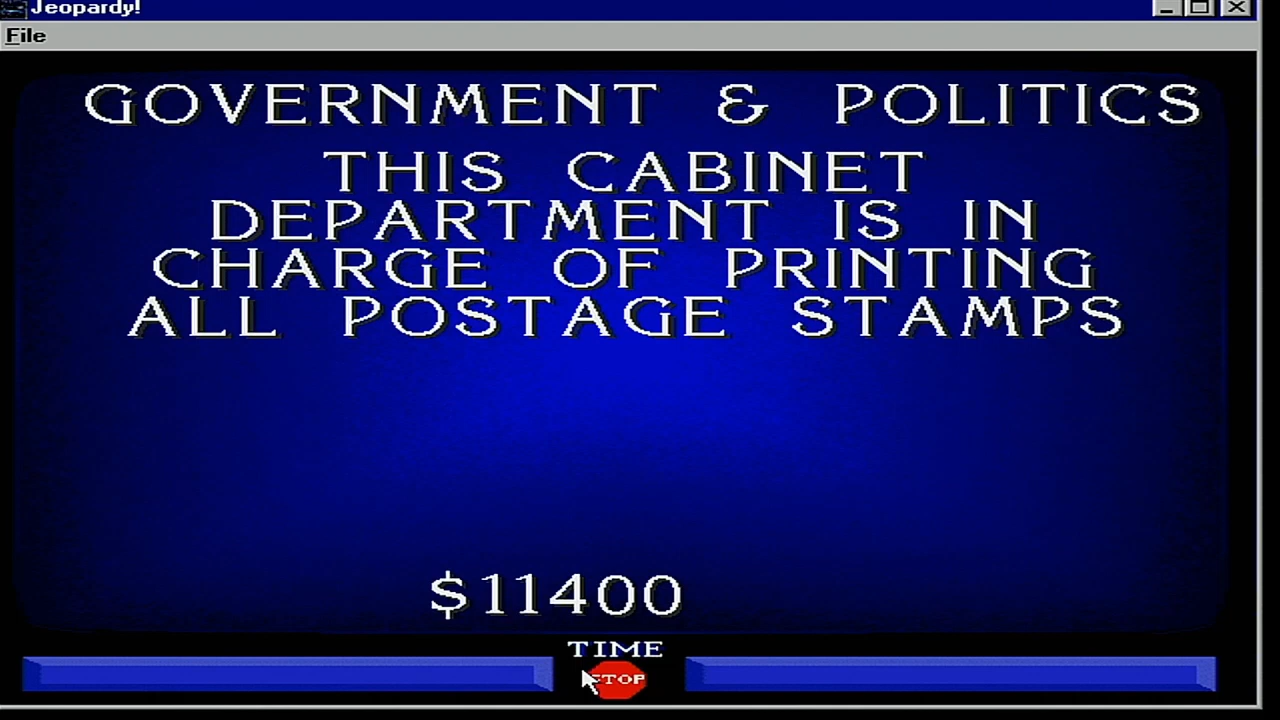 Jeopardy!
File
GOVERNMENT & POLITICS
THIS CABINET
DEPARTMENT IS IN
CHARGE OF PRINTING
ALL POSTAGE STAMPS
$11400
TIME
STOP